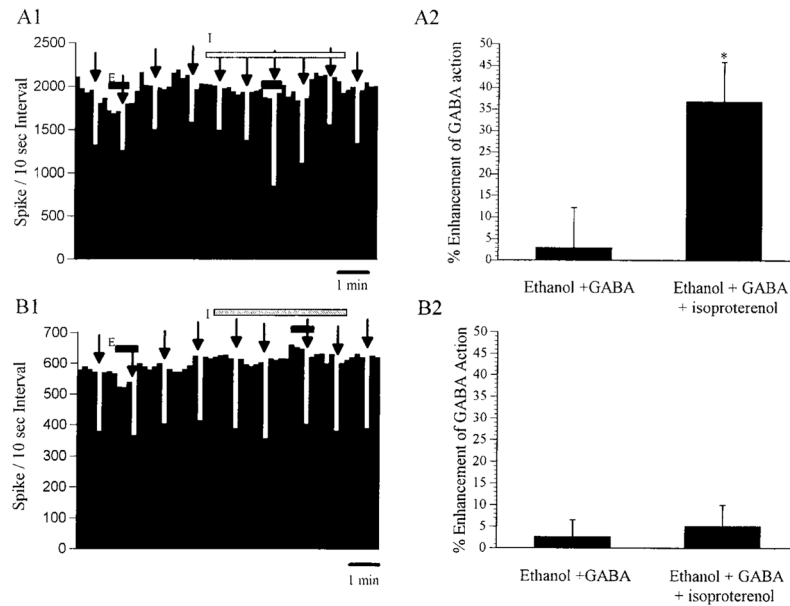 A1
I
E
2500
2000
1500
1000
500
0
Spike / 10 sec Interval
1 min
A2
*
50
45
40
35
30
25
20
15
10
5
0
% Enhancement of GABA action
Ethanol +GABA
Ethanol + GABA
+ isoproterenol
B1
I
E
700
600
500
400
300
200
100
0
Spike / 10 sec Interval
1 min
B2
50
45
40
35
30
25
20
15
10
5
0
% Enhancement of GABA Action
Ethanol +GABA
Ethanol + GABA
+ isoproterenol